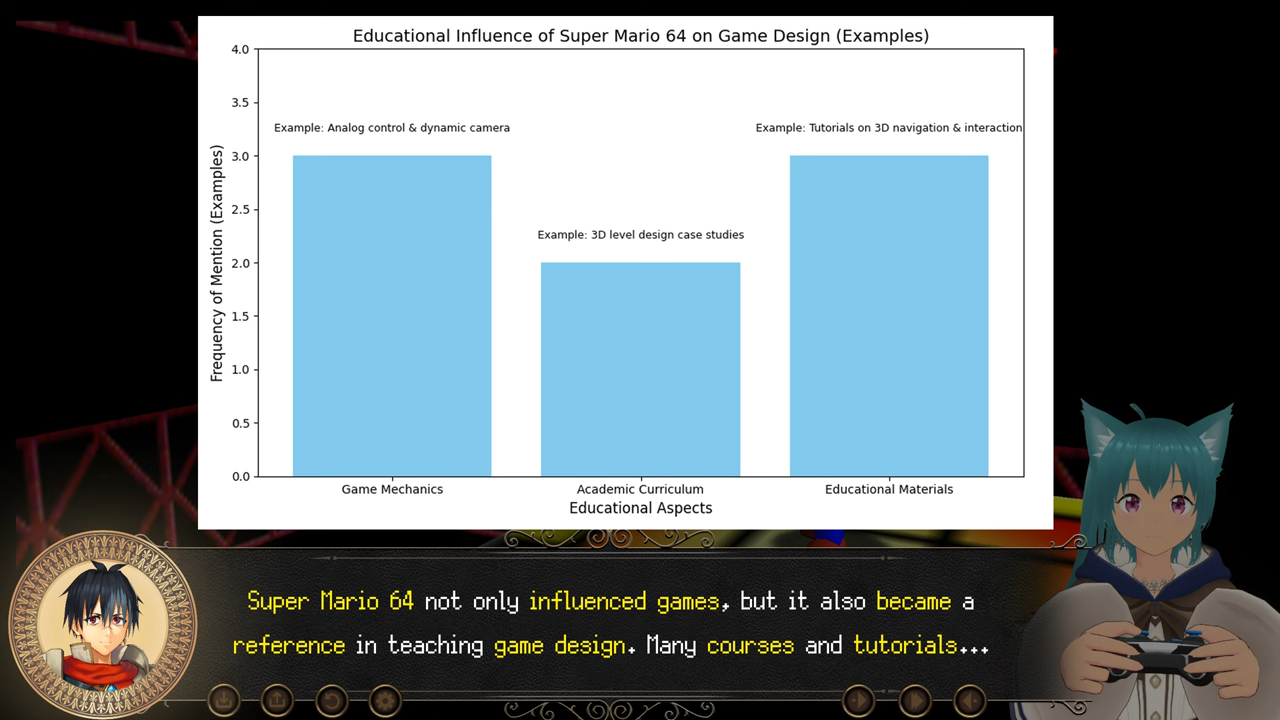 Educational Influence of Super Mario 64 on Game Design (Examples)
4.0
3.5
Example: Analog control & dynamic camera
Example: Tutorials on 3D navigation & interaction
3.0
2.5
Example: 3D level design case studies
2.0
1.5
1.0
0.5
0.0
Frequency of Mention (Examples)
Game Mechanics
Academic Curriculum
Educational Materials
Educational Aspects
Super Mario 64 not only influenced games, but it also became a
reference in teaching game design. Many courses and tutorials...